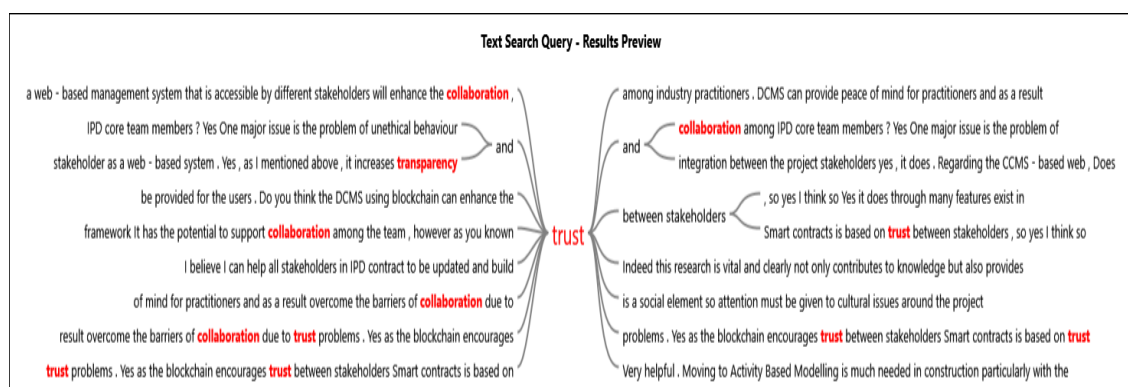 Text Search Query - Results Preview
a web - based management system that is accessible by different stakeholders will enhance the collaboration ,
IPD core team members ? Yes One major issue is the problem of unethical behaviour
and
stakeholder as a web - based system . Yes , as I mentioned above , it increases transparency
be provided for the users . Do you think the DCMS using blockchain can enhance the
framework It has the potential to support collaboration among the team , however as you known
I believe I can help all stakeholders in IPD contract to be updated and build
of mind for practitioners and as a result overcome the barriers of collaboration due to
result overcome the barriers of collaboration due to trust problems . Yes as the blockchain encourages
trust problems . Yes as the blockchain encourages trust between stakeholders Smart contracts is based on
trust
among industry practitioners . DCMS can provide peace of mind for practitioners and as a result
and
collaboration among IPD core team members ? Yes One major issue is the problem of
integration between the project stakeholders yes , it does . Regarding the CCMS - based web , Does
between stakeholders
, so yes I think so Yes it does through many features exist in
Smart contracts is based on trust between stakeholders , so yes I think so
Indeed this research is vital and clearly not only contributes to knowledge but also provides
is a social element so attention must be given to cultural issues around the project
problems . Yes as the blockchain encourages trust between stakeholders Smart contracts is based on trust
Very helpful . Moving to Activity Based Modelling is much needed in construction particularly with the